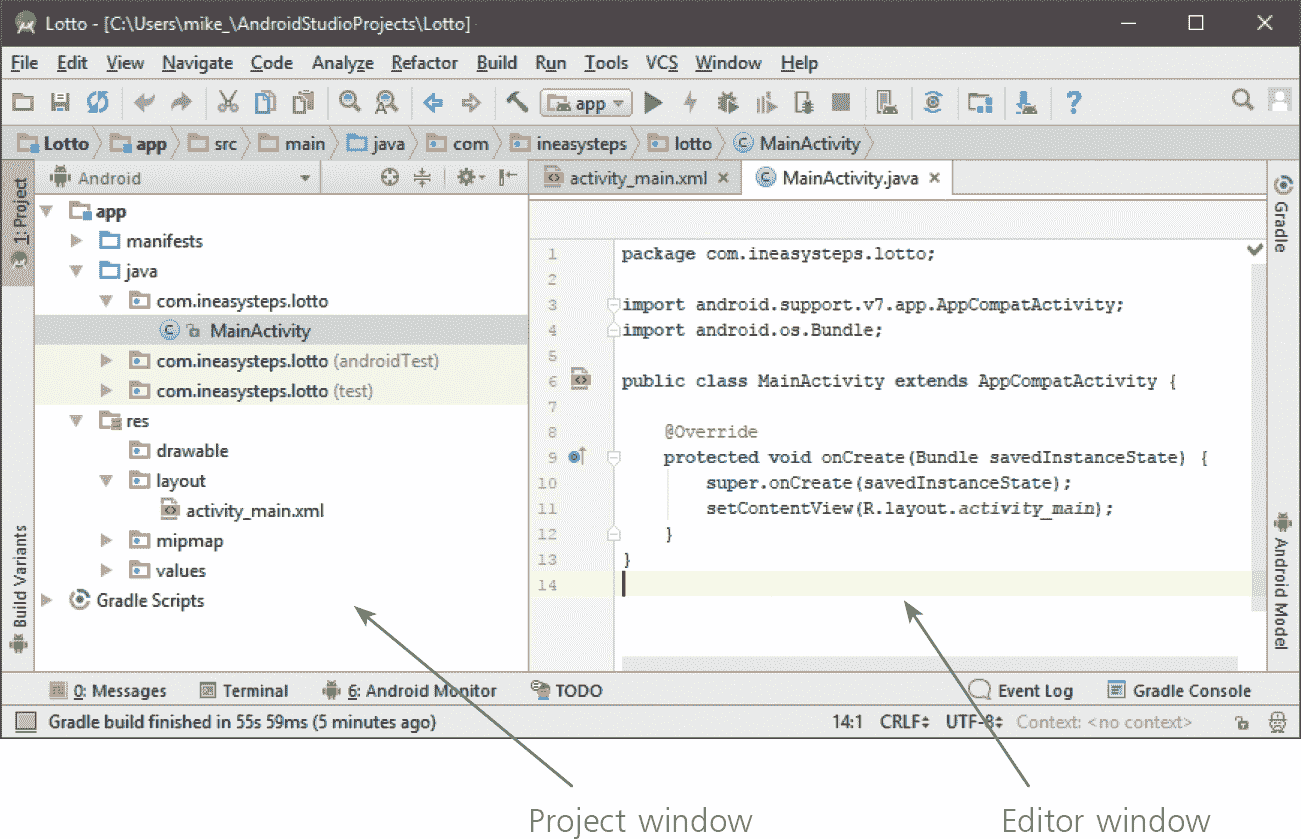 Lotto - [C:\Users\mike_\AndroidStudioProjects\Lotto]
File Edit View Navigate Code Analyze Refactor Build Run Tools VCS Window Help
app
Lotto app src main java com ineasysteps lotto MainActivity
1: Project
Build Variants
Android
app
manifests
java
com.ineasysteps.lotto
MainActivity
com.ineasysteps.lotto (androidTest)
com.ineasysteps.lotto (test)
res
drawable
layout
activity_main.xml
mipmap
values
Gradle Scripts
activity_main.xml MainActivity.java
1 package com.ineasysteps.lotto;
2
3 import android.support.v7.app.AppCompatActivity;
4 import android.os.Bundle;
5
6 public class MainActivity extends AppCompatActivity {
7
8 @Override
9 protected void onCreate(Bundle savedInstanceState) {
10 super.onCreate(savedInstanceState);
11 setContentView(R.layout.activity_main);
12 }
13 }
14
Gradle
Android Model
0: Messages Terminal 6: Android Monitor TODO Event Log Gradle Console
Gradle build finished in 55s 59ms (5 minutes ago) 14:1 CRLF UTF-8 Context: <no context>
Project window Editor window